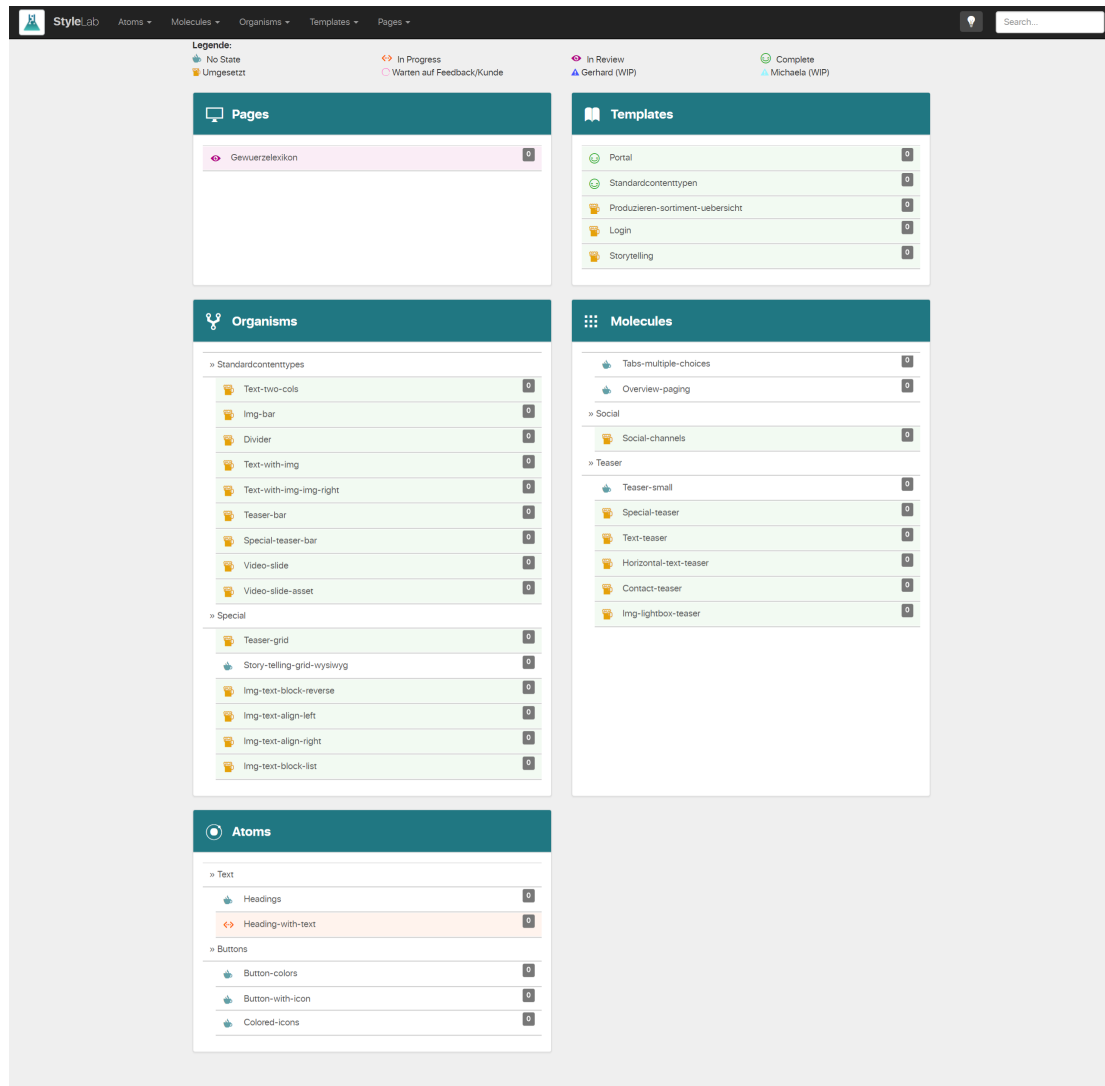 StyleLab Atoms Molecules Organisms Templates Pages Search...
Legende:
No State In Progress In Review Complete
Umgesetzt Warten auf Feedback/Kunde Gerhard (WIP) Michaela (WIP)
Pages
Gewuerzelexikon 0
Templates
Portal 0
Standardcontenttypen 0
Produzieren-sortiment-uebersicht 0
Login 0
Storytelling 0
Organisms
» Standardcontenttypes
Text-two-cols 0
Img-bar 0
Divider 0
Text-with-img 0
Text-with-img-img-right 0
Teaser-bar 0
Special-teaser-bar 0
Video-slide 0
Video-slide-asset 0
» Special
Teaser-grid 0
Story-telling-grid-wysiwyg 0
Img-text-block-reverse 0
Img-text-align-left 0
Img-text-align-right 0
Img-text-block-list 0
Molecules
Tabs-multiple-choices 0
Overview-paging 0
» Social
Social-channels 0
» Teaser
Teaser-small 0
Special-teaser 0
Text-teaser 0
Horizontal-text-teaser 0
Contact-teaser 0
Img-lightbox-teaser 0
Atoms
» Text
Headings 0
Heading-with-text 0
» Buttons
Button-colors 0
Button-with-icon 0
Colored-icons 0